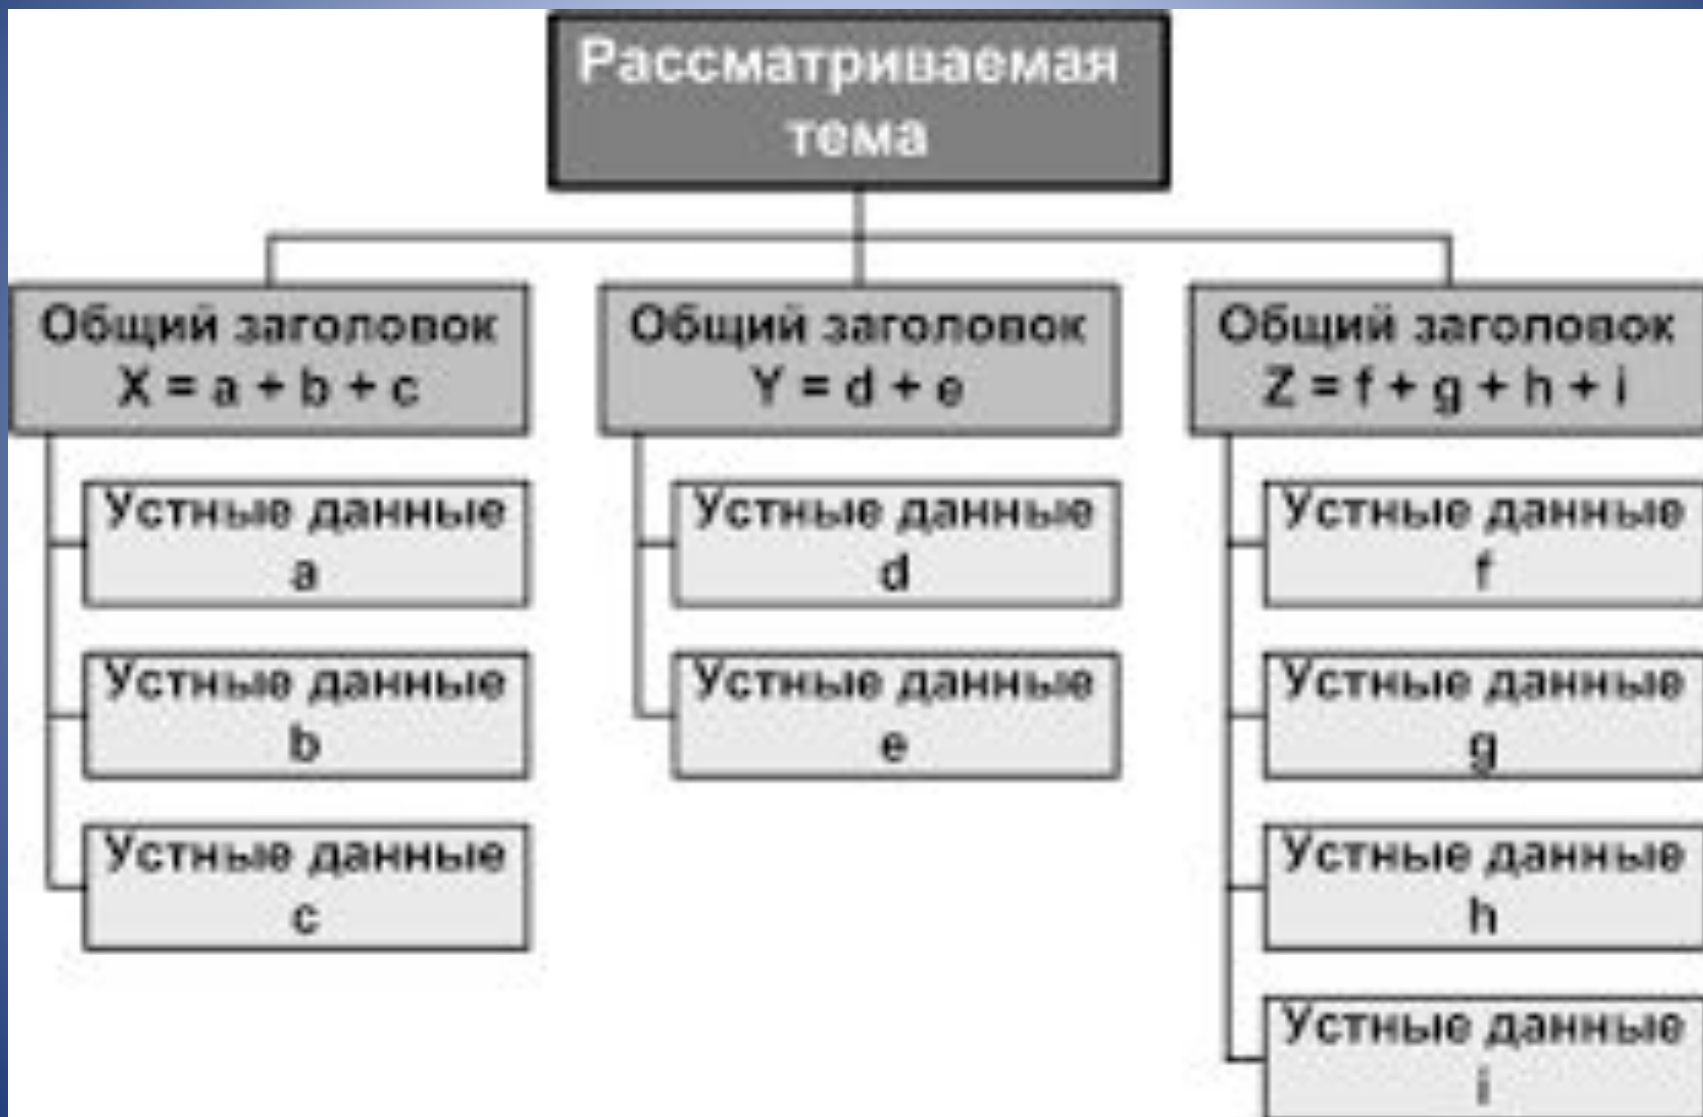 Рассматриваемая
тема
Общий заголовок
X = a + b + c
Устные данные
a
Устные данные
b
Устные данные
c
Общий заголовок
Y = d + e
Устные данные
d
Устные данные
e
Общий заголовок
Z = f + g + h + i
Устные данные
f
Устные данные
g
Устные данные
h
Устные данные
i